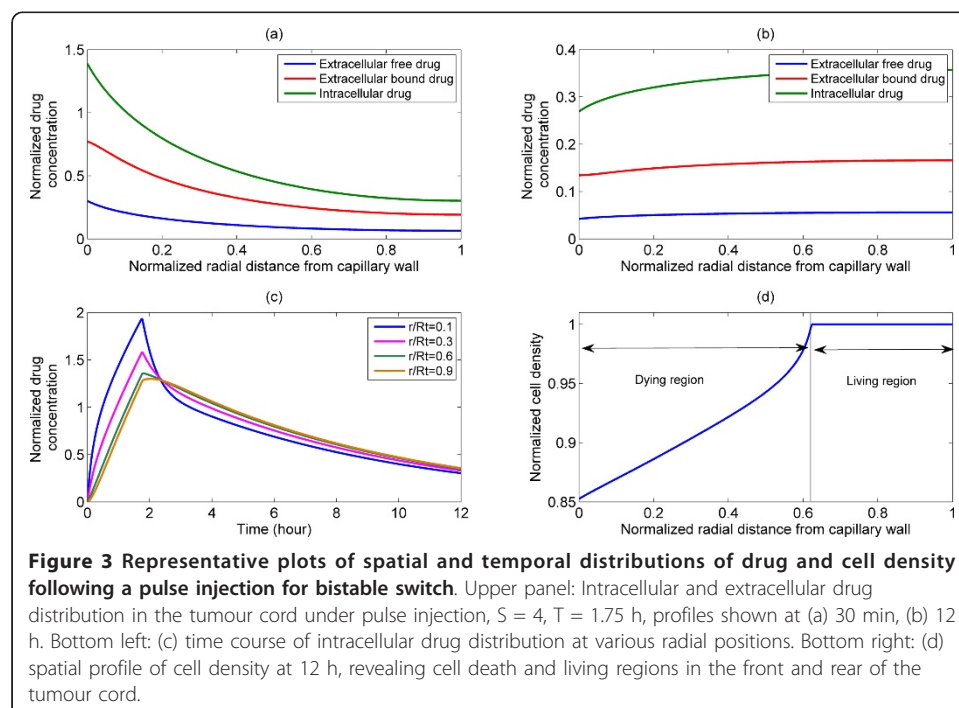 (a)
1.5
1
0.5
0
Normalized drug
concentration
Extracellular free drug
Extracellular bound drug
Intracellular drug
0 0.2 0.4 0.6 0.8 1
Normalized radial distance from capillary wall
(b)
0.4
0.3
0.2
0.1
0
Normalized drug
concentration
Extracellular free drug
Extracellular bound drug
Intracellular drug
0 0.2 0.4 0.6 0.8 1
Normalized radial distance from capillary wall
(c)
2
1.5
1
0.5
0
Normalized drug
concentration
r/Rt=0.1
r/Rt=0.3
r/Rt=0.6
r/Rt=0.9
0 2 4 6 8 10 12
Time (hour)
(d)
1
0.95
0.9
0.85
Normalized cell density
Dying region
Living region
0 0.2 0.4 0.6 0.8 1
Normalized radial distance from capillary wall
Figure 3 Representative plots of spatial and temporal distributions of drug and cell density
following a pulse injection for bistable switch. Upper panel: Intracellular and extracellular drug
distribution in the tumour cord under pulse injection, S = 4, T = 1.75 h, profiles shown at (a) 30 min, (b) 12
h. Bottom left: (c) time course of intracellular drug distribution at various radial positions. Bottom right: (d)
spatial profile of cell density at 12 h, revealing cell death and living regions in the front and rear of the
tumour cord.